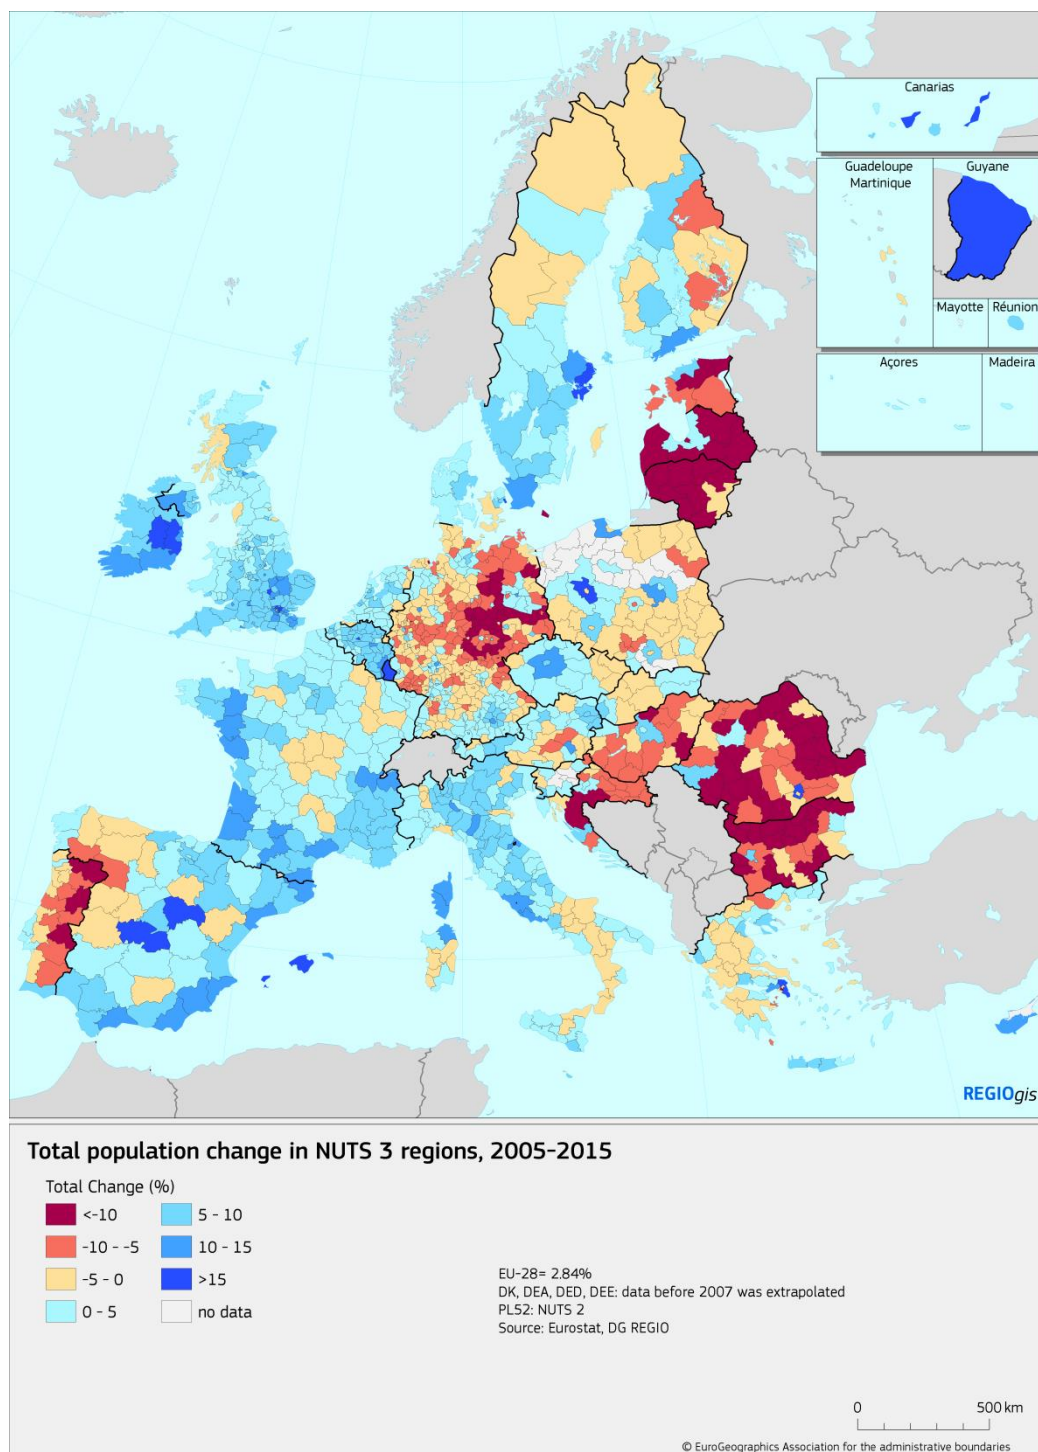 Canarias
Guadeloupe
Martinique
Guyane
Mayotte
Réunion
Açores
Madeira
REGIOgis
Total population change in NUTS 3 regions, 2005-2015
Total Change (%)
<-10
-10 - -5
-5 - 0
0 - 5
5 - 10
10 - 15
>15
no data
EU-28= 2.84%
DK, DEA, DED, DEE: data before 2007 was extrapolated
PL52: NUTS 2
Source: Eurostat, DG REGIO
0 500 km
© EuroGeographics Association for the administrative boundaries